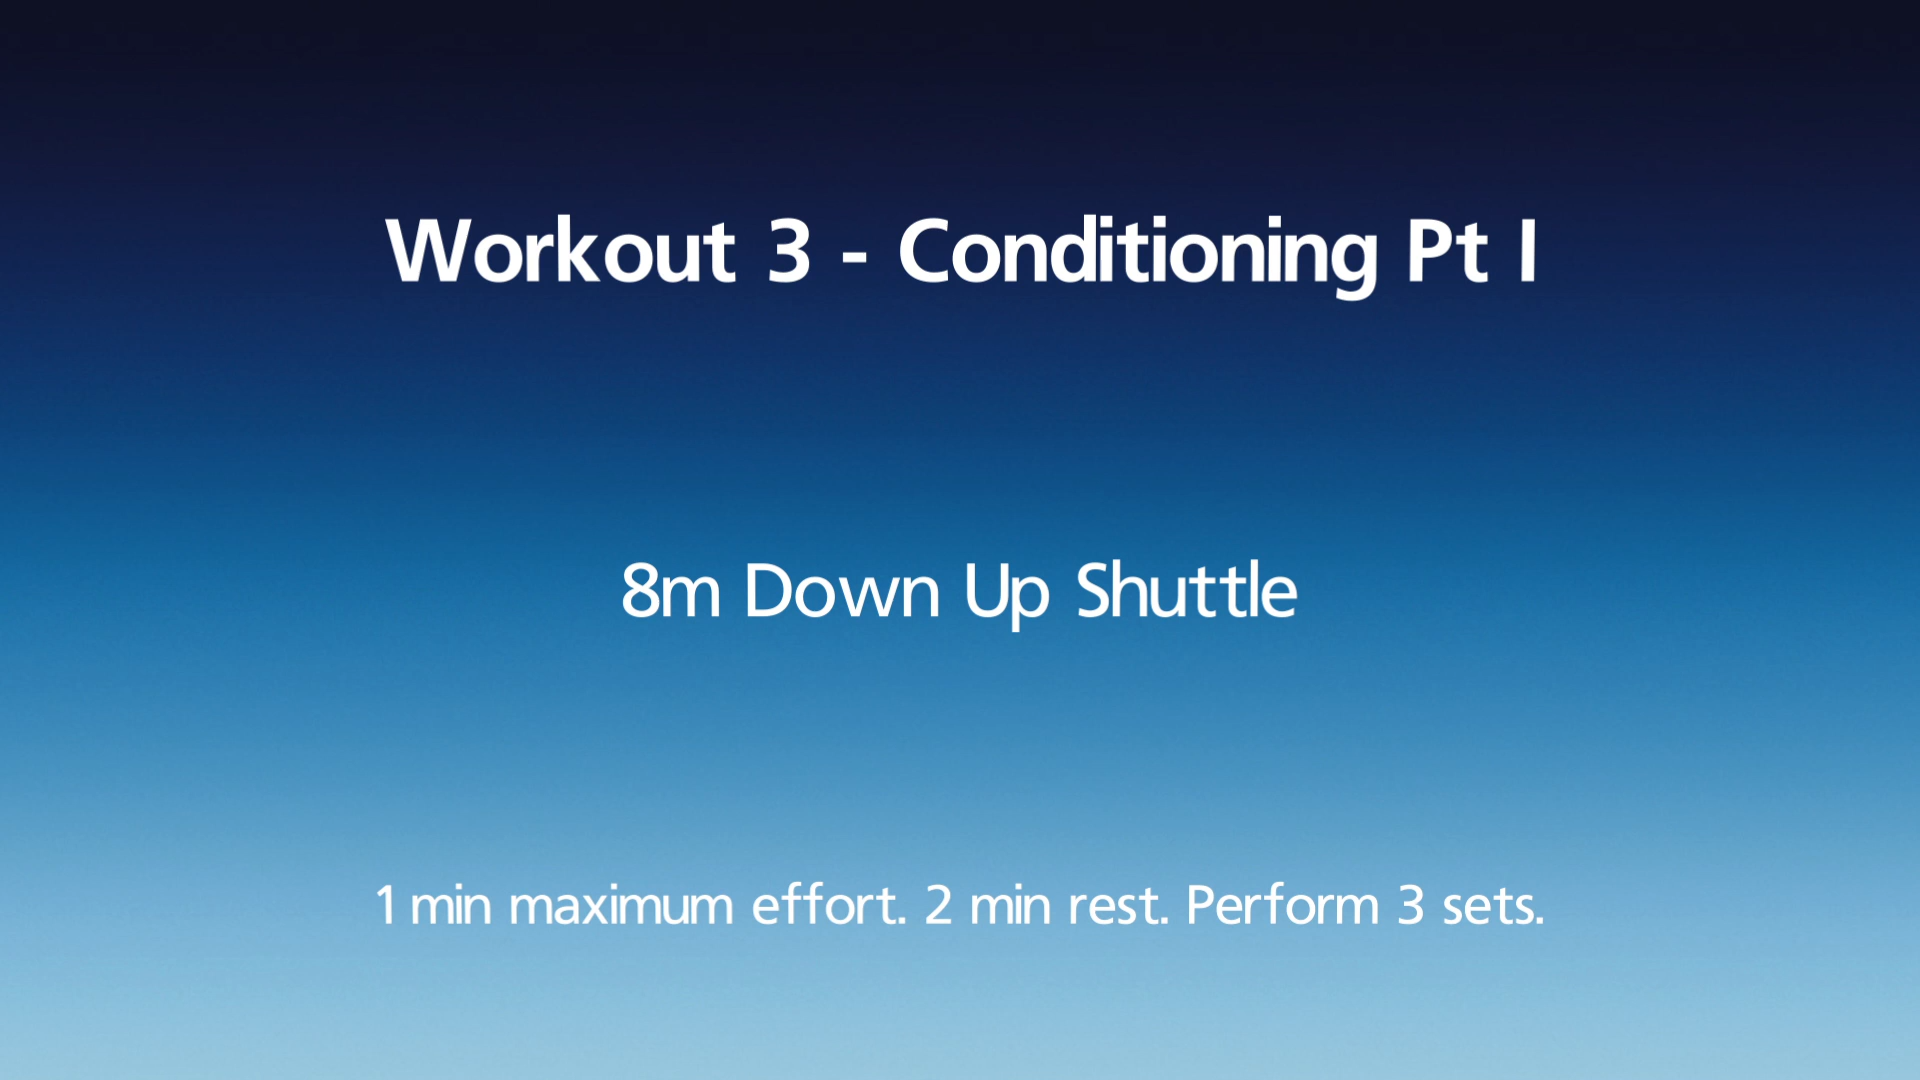 Workout 3 - Conditioning Pt I
8m Down Up Shuttle
1 min maximum effort. 2 min rest. Perform 3 sets.